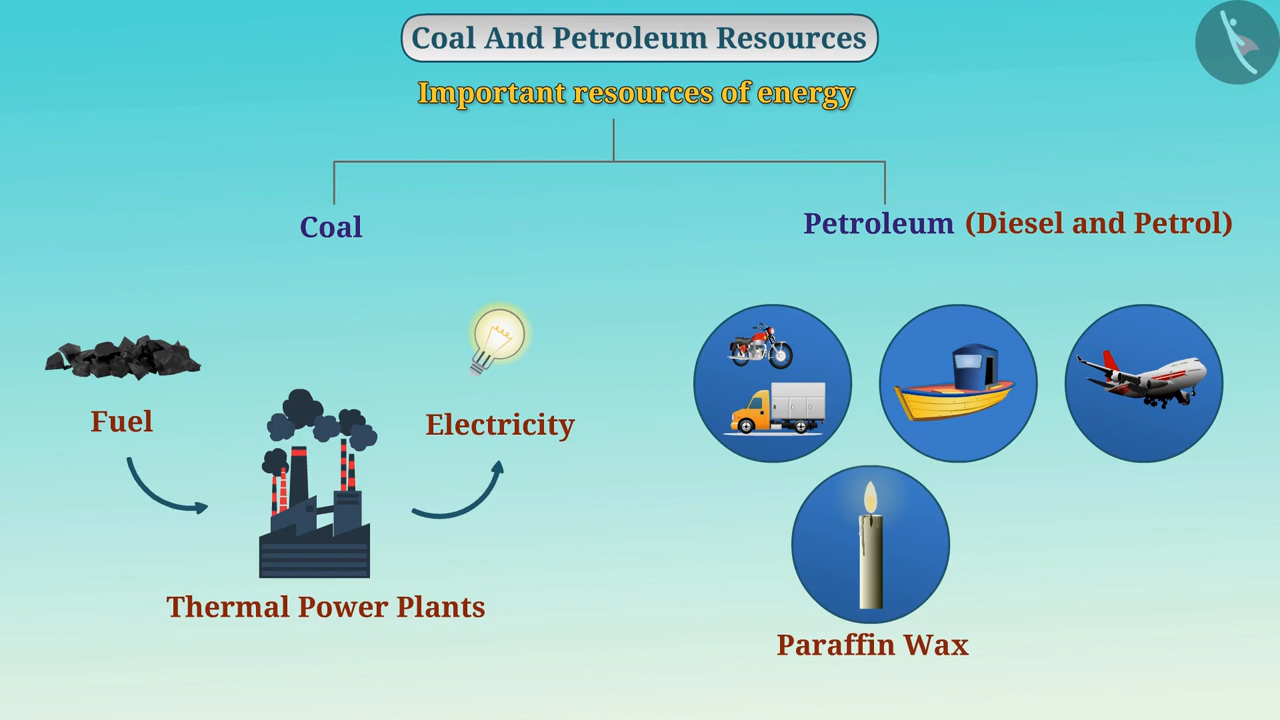 Coal And Petroleum Resources
Important resources of energy
Coal
Petroleum (Diesel and Petrol)
Fuel
Electricity
Thermal Power Plants
Paraffin Wax